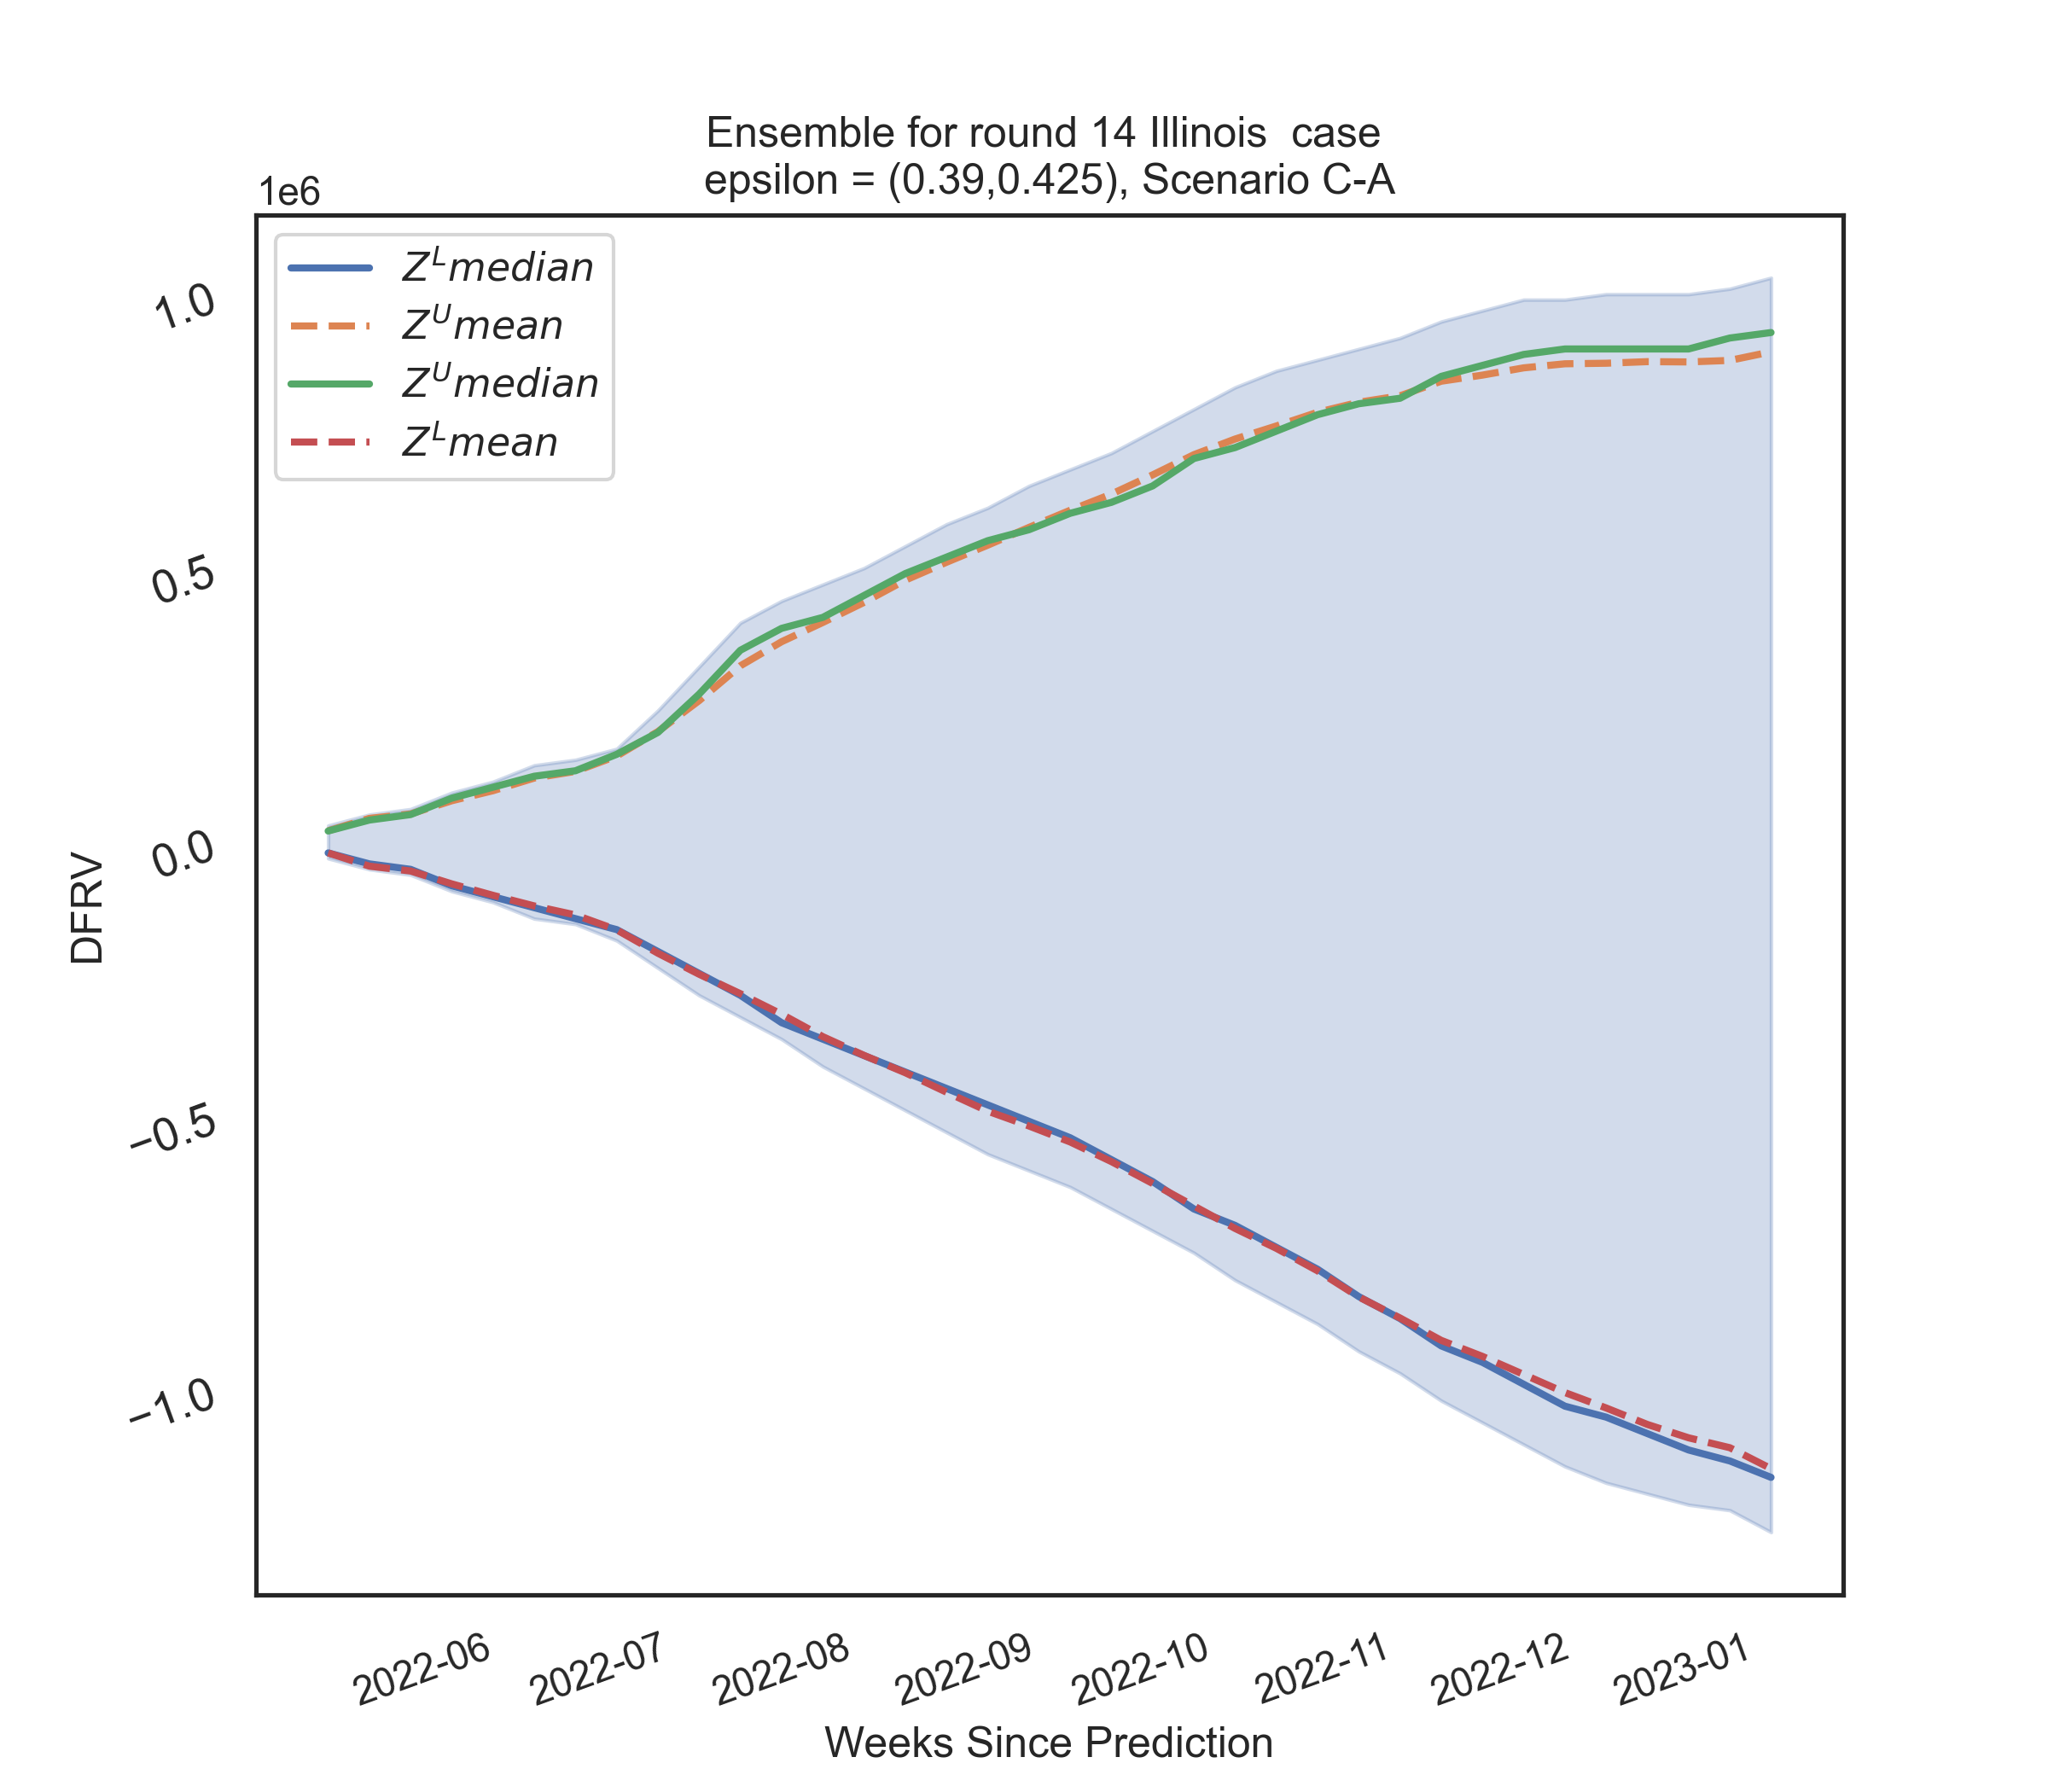 Ensemble for round 14 Illinois  case
epsilon = (0.39,0.425), Scenario C-A
1e6
Z^L median
Z^U mean
Z^U median
Z^L mean
1.0
0.5
0.0
−0.5
−1.0
DFRV
2022-06
2022-07
2022-08
2022-09
2022-10
2022-11
2022-12
2023-01
Weeks Since Prediction